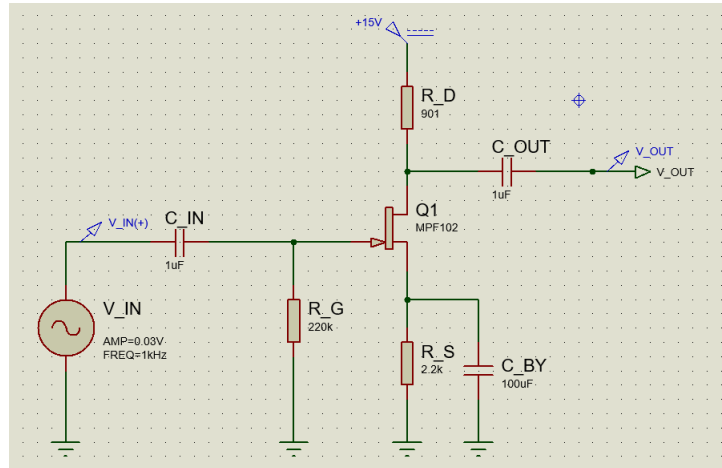 +15V
R_D
901
C_OUT
1uF
V_OUT
V_OUT
Q1
MPF102
V_IN(+)
C_IN
1uF
V_IN
AMP=0.03V
FREQ=1kHz
R_G
220k
R_S
2.2k
C_BY
100uF